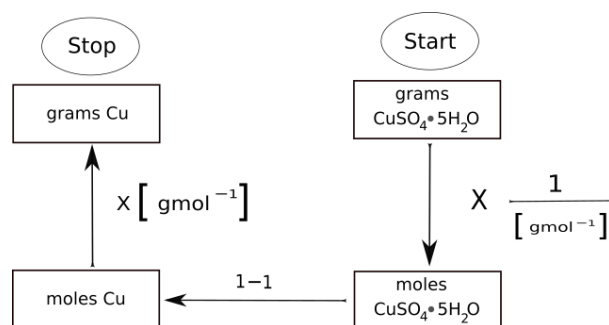 Stop
Start
grams Cu
grams
CuSO₄•5H₂O
X [ gmol ⁻¹ ]
X 1
[ gmol ⁻¹ ]
1−1
moles Cu
moles
CuSO₄•5H₂O